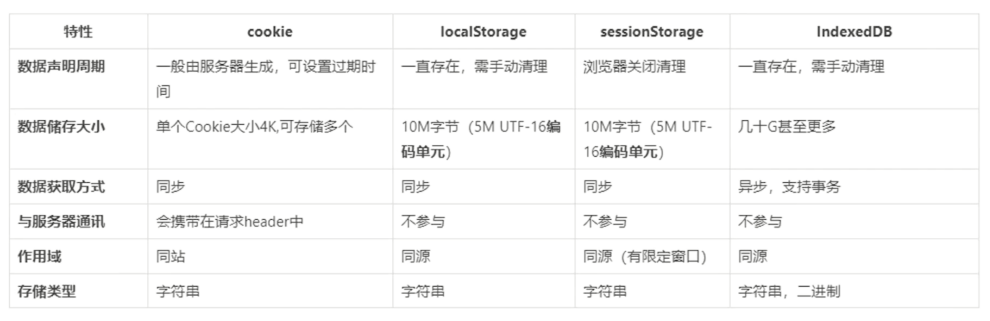 特性 cookie localStorage sessionStorage IndexedDB
数据声明周期 一般由服务器生成，可设置过期时间 一直存在，需手动清理 浏览器关闭清理 一直存在，需手动清理
数据储存大小 单个Cookie大小4K,可存储多个 10M字节（5M UTF-16编码单元） 10M字节（5M UTF-16编码单元） 几十G甚至更多
数据获取方式 同步 同步 同步 异步，支持事务
与服务器通讯 会携带在请求header中 不参与 不参与 不参与
作用域 同站 同源 同源（有限定窗口） 同源
存储类型 字符串 字符串 字符串 字符串，二进制